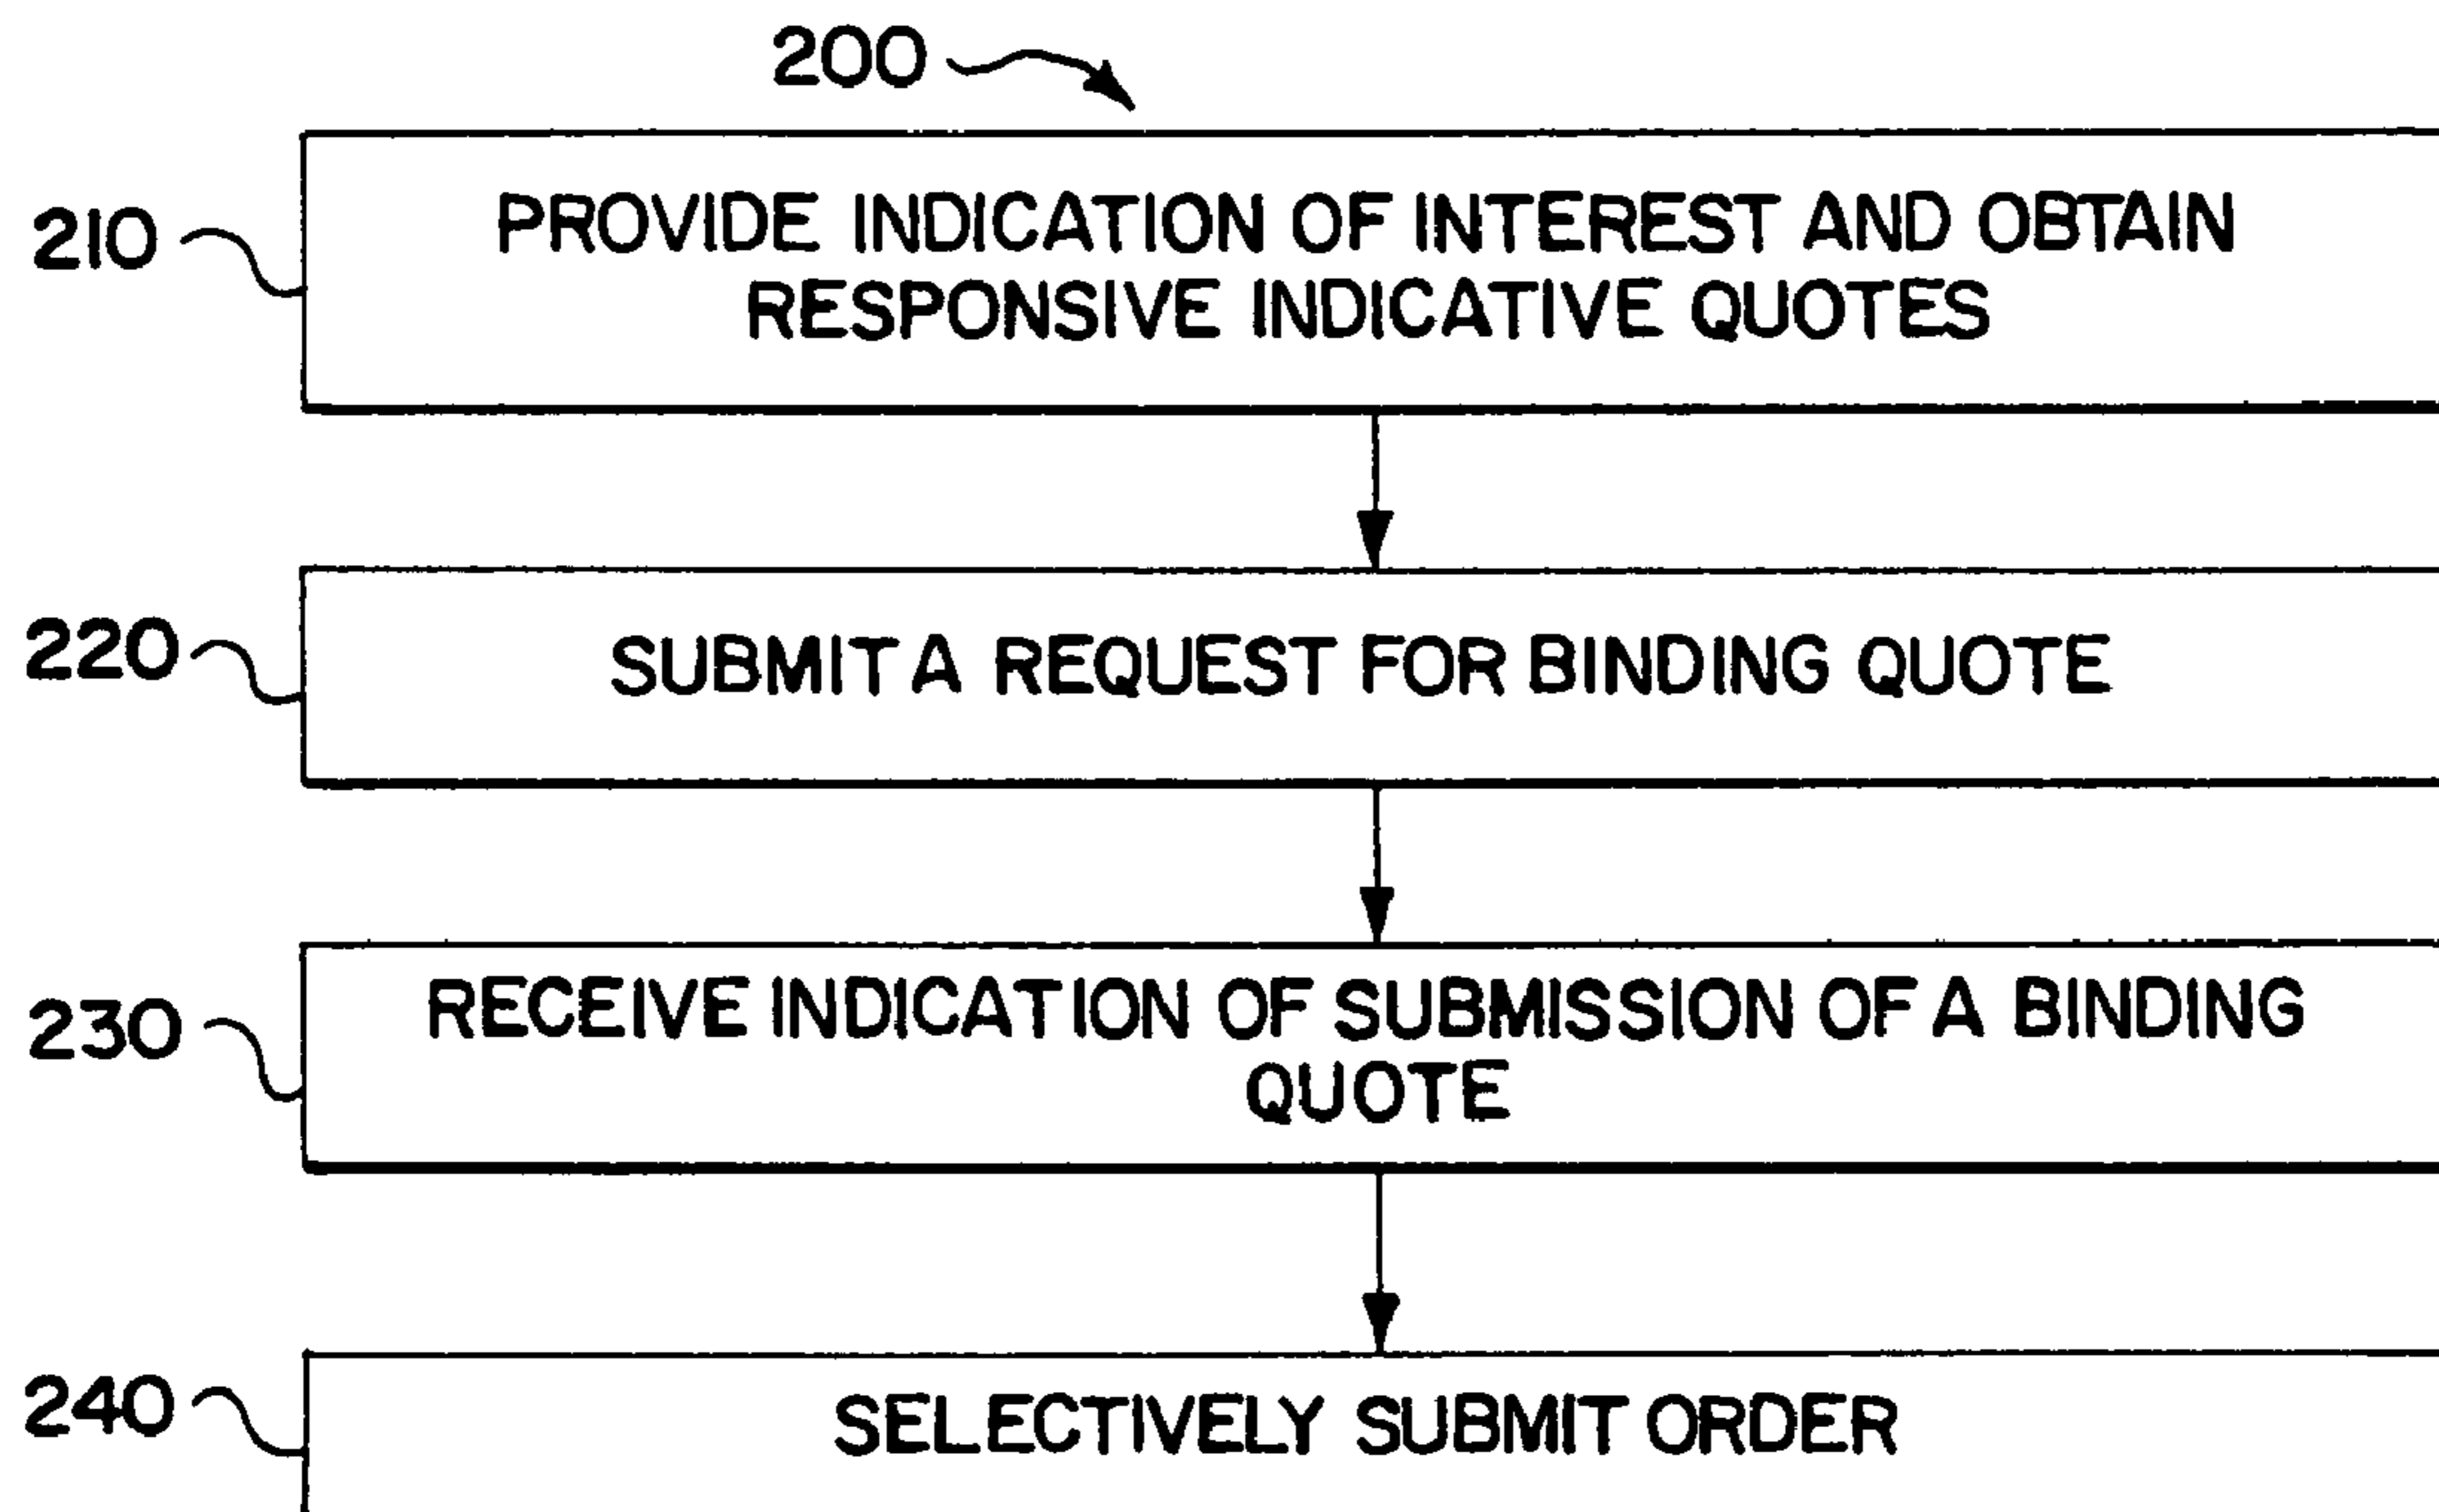 200
210
PROVIDE INDICATION OF INTEREST AND OBTAIN
RESPONSIVE INDICATIVE QUOTES
220
SUBMIT A REQUEST FOR BINDING QUOTE
230
RECEIVE INDICATION OF SUBMISSION OF A BINDING
QUOTE
240
SELECTIVELY SUBMIT ORDER